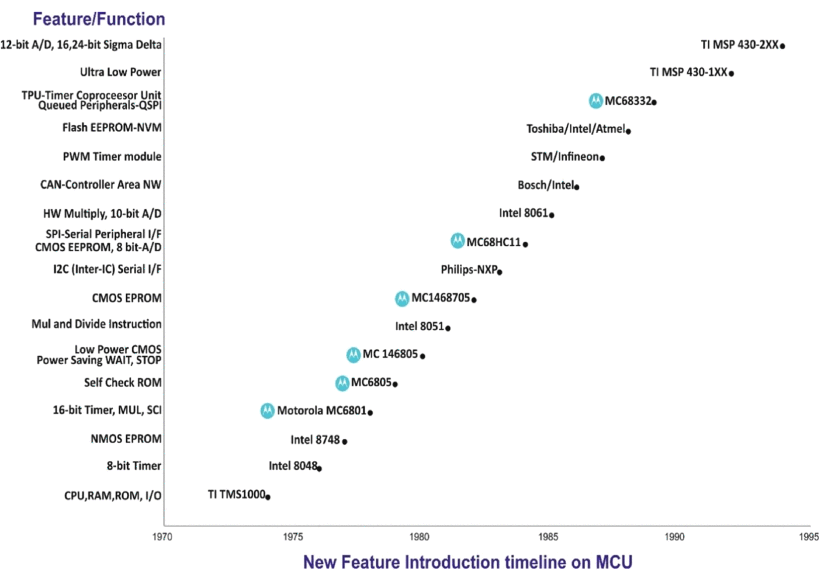 Feature/Function
12-bit A/D, 16,24-bit Sigma Delta
TI MSP 430-2XX
Ultra Low Power
TI MSP 430-1XX
TPU-Timer Coproceesor Unit
Queued Peripherals-QSPI
MC68332
Flash EEPROM-NVM
Toshiba/Intel/Atmel
PWM Timer module
STM/Infineon
CAN-Controller Area NW
Bosch/Intel
HW Multiply, 10-bit A/D
Intel 8061
SPI-Serial Peripheral I/F
CMOS EEPROM, 8 bit-A/D
MC68HC11
I2C (Inter-IC) Serial I/F
Philips-NXP
CMOS EPROM
MC1468705
Mul and Divide Instruction
Intel 8051
Low Power CMOS
Power Saving WAIT, STOP
MC 146805
Self Check ROM
MC6805
16-bit Timer, MUL, SCI
Motorola MC6801
NMOS EPROM
Intel 8748
8-bit Timer
Intel 8048
CPU,RAM,ROM, I/O
TI TMS1000
1970 1975 1980 1985 1990 1995
New Feature Introduction timeline on MCU